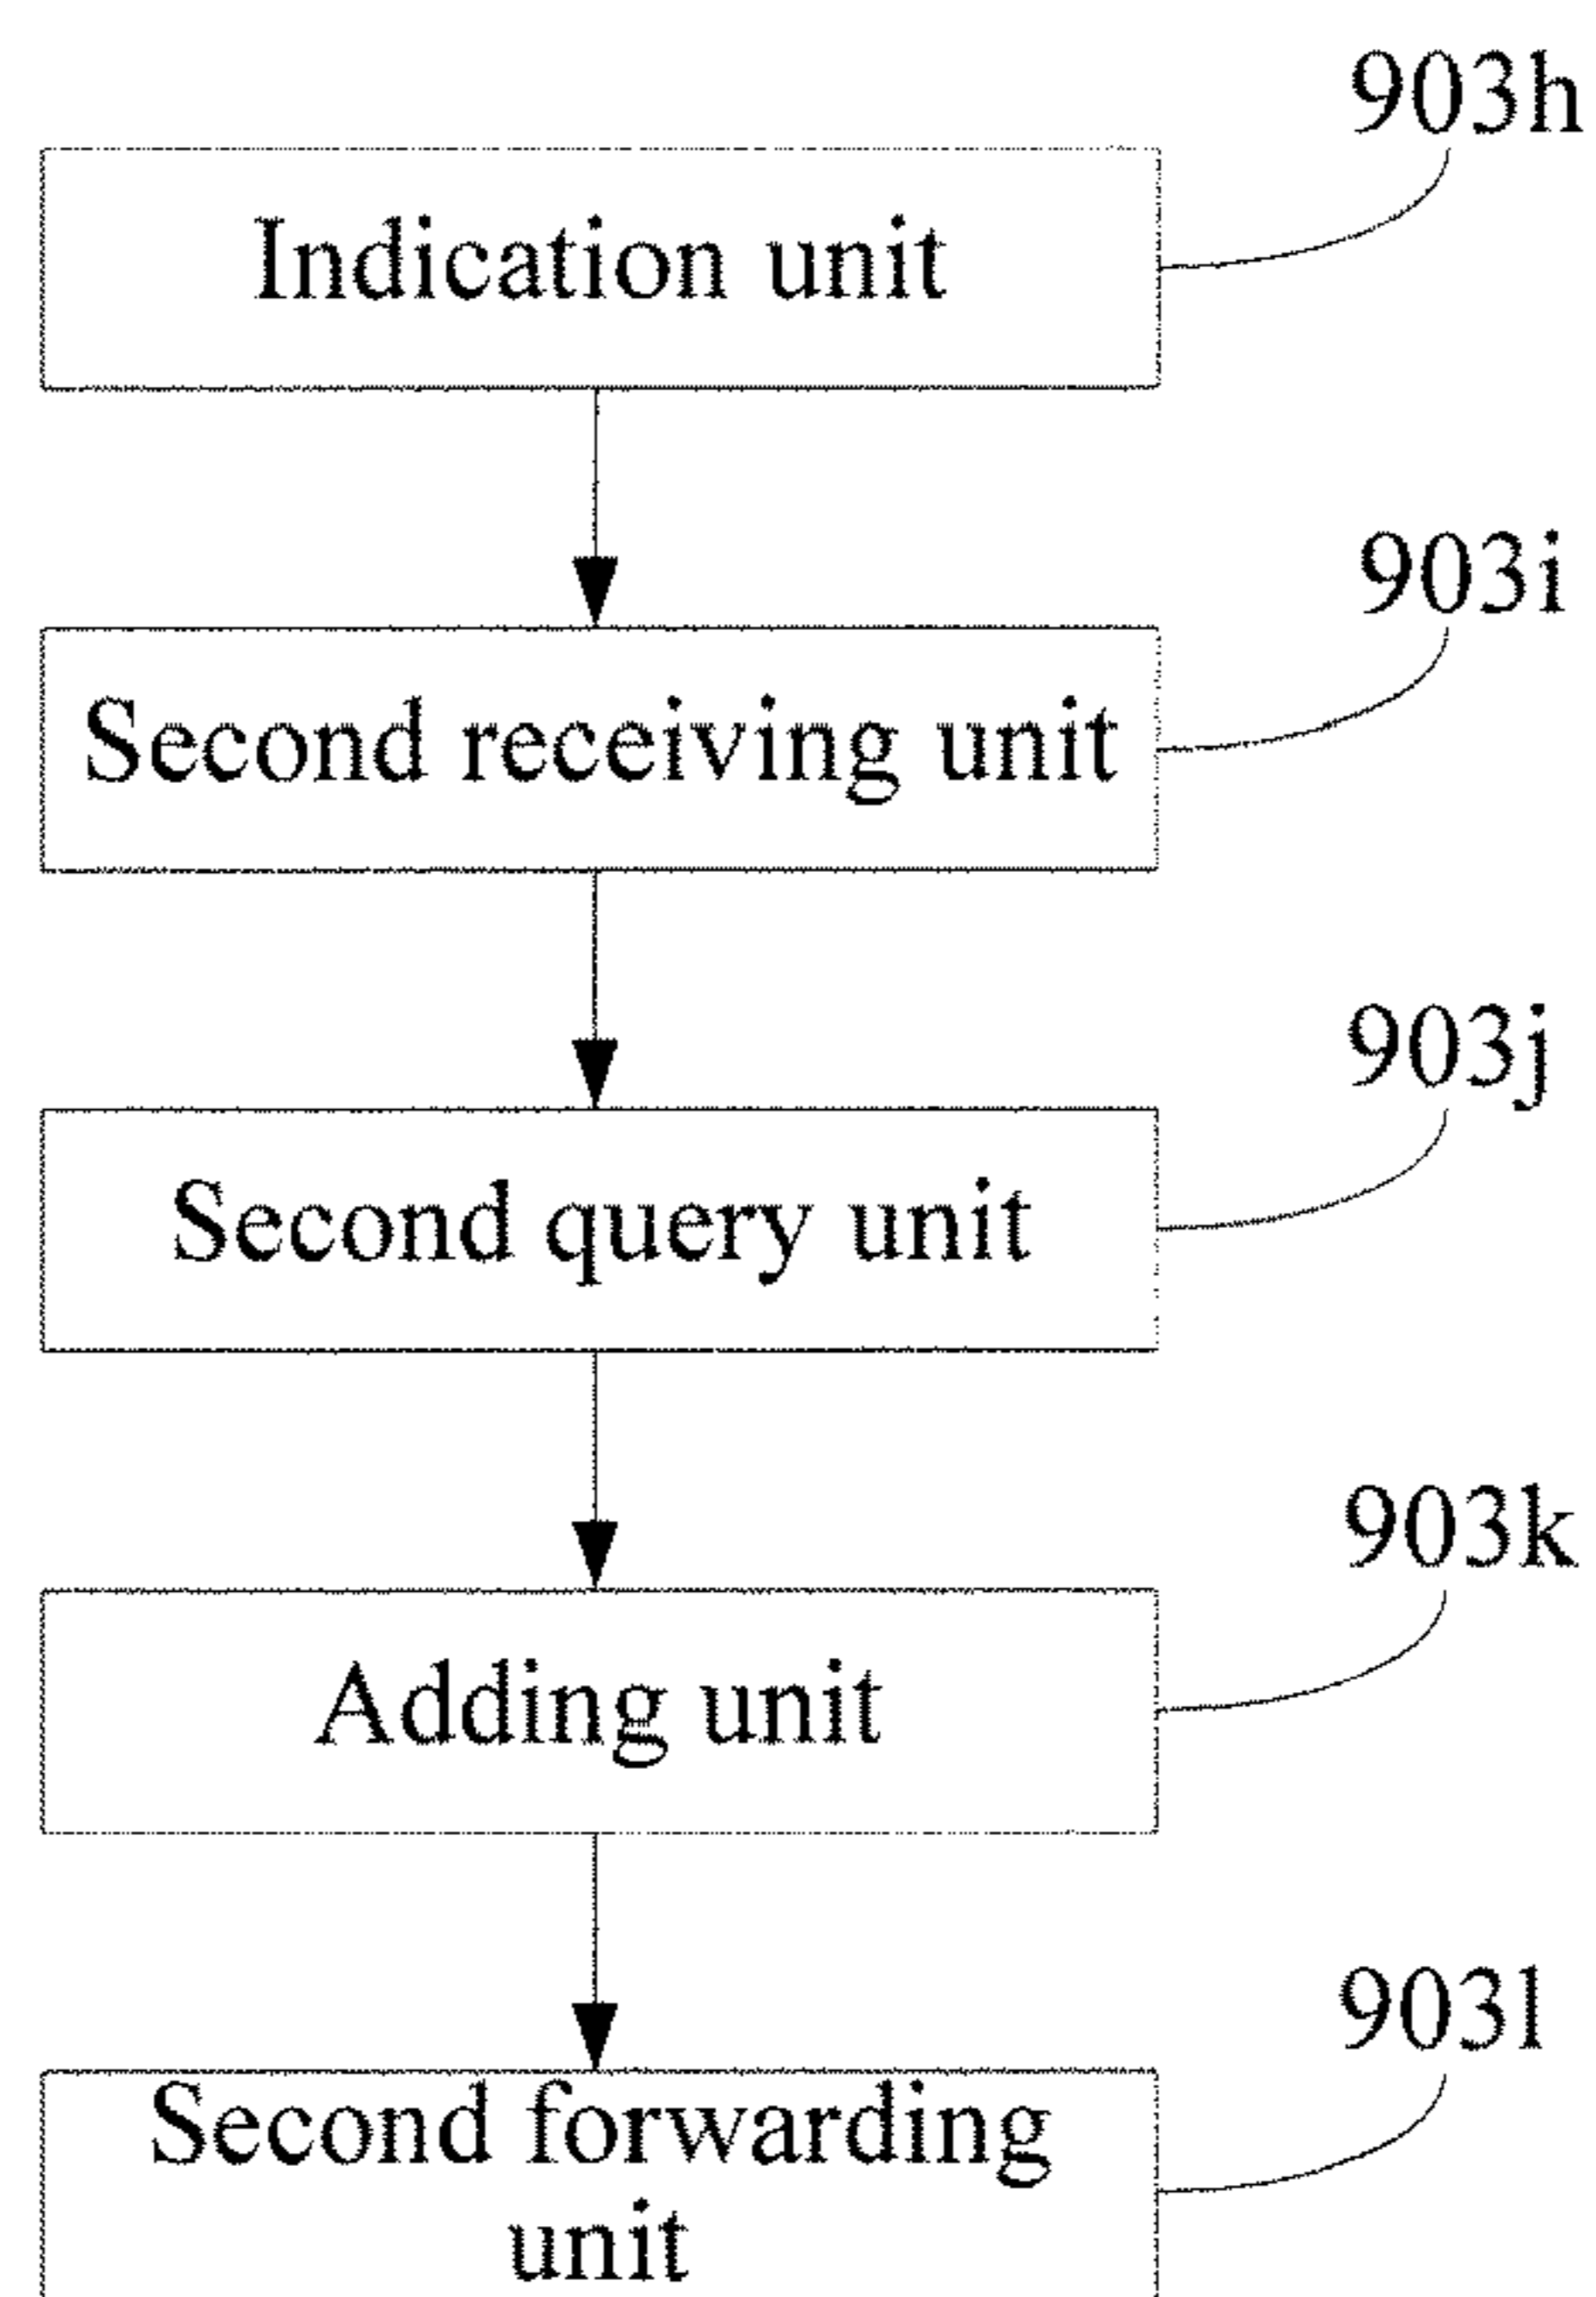 903h
Indication unit
903i
Second receiving unit
903j
Second query unit
903k
Adding unit
903l
Second forwarding
unit